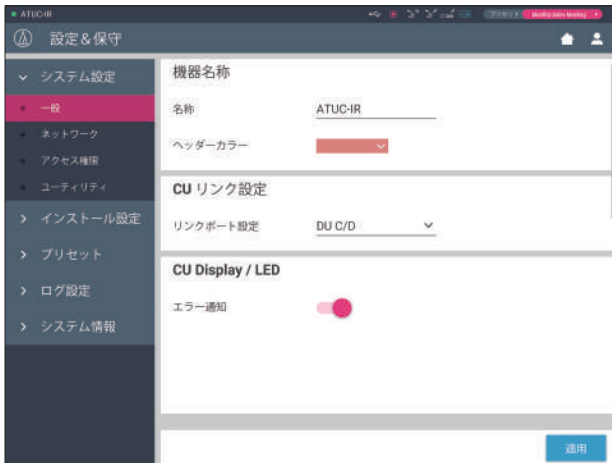 ATUC-IR
プリセット Monthly Sales Meeting
設定＆保守
システム設定
一般
ネットワーク
アクセス権限
ユーティリティ
インストール設定
プリセット
ログ設定
システム情報
機器名称
名称 ATUC-IR
ヘッダーカラー
CU リンク設定
リンクポート設定 DU C/D
CU Display / LED
エラー通知
適用